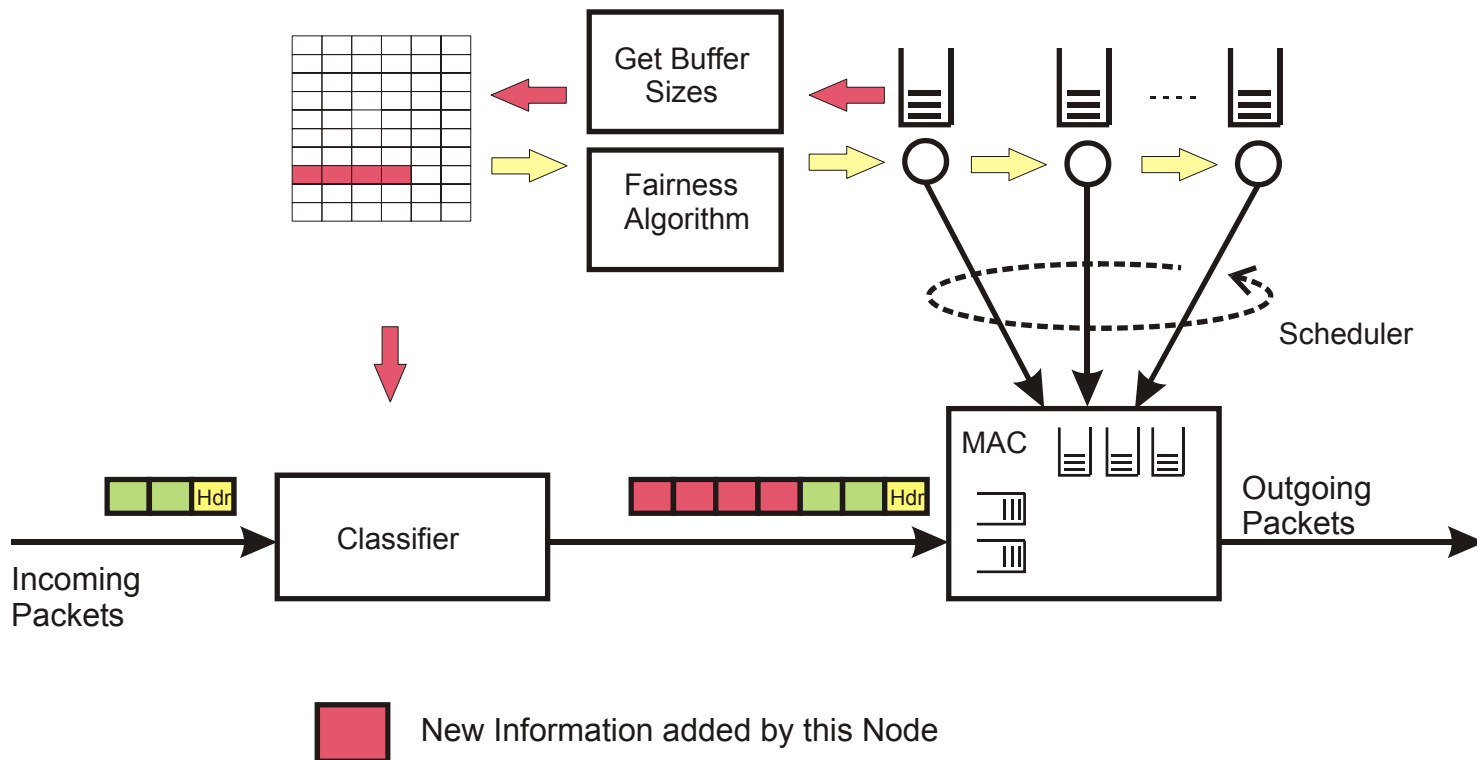 Get Buffer
Sizes
Fairness
Algorithm
Scheduler
MAC
Hdr
Classifier
Hdr
Outgoing
Packets
Incoming
Packets
New Information added by this Node